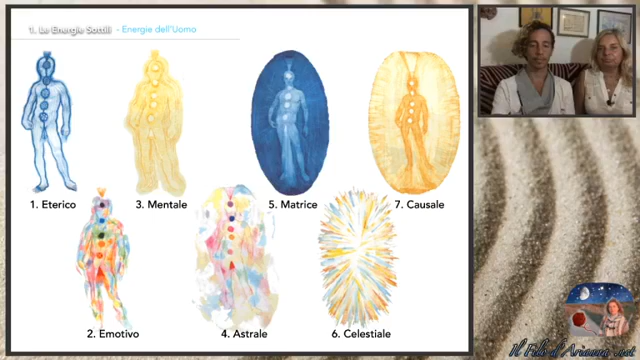 1. Le Energie Sottili - Energie dell'Uomo
1. Eterico
3. Mentale
5. Matrice
7. Causale
2. Emotivo
4. Astrale
6. Celestiale
Il Filo d'Arianna .net